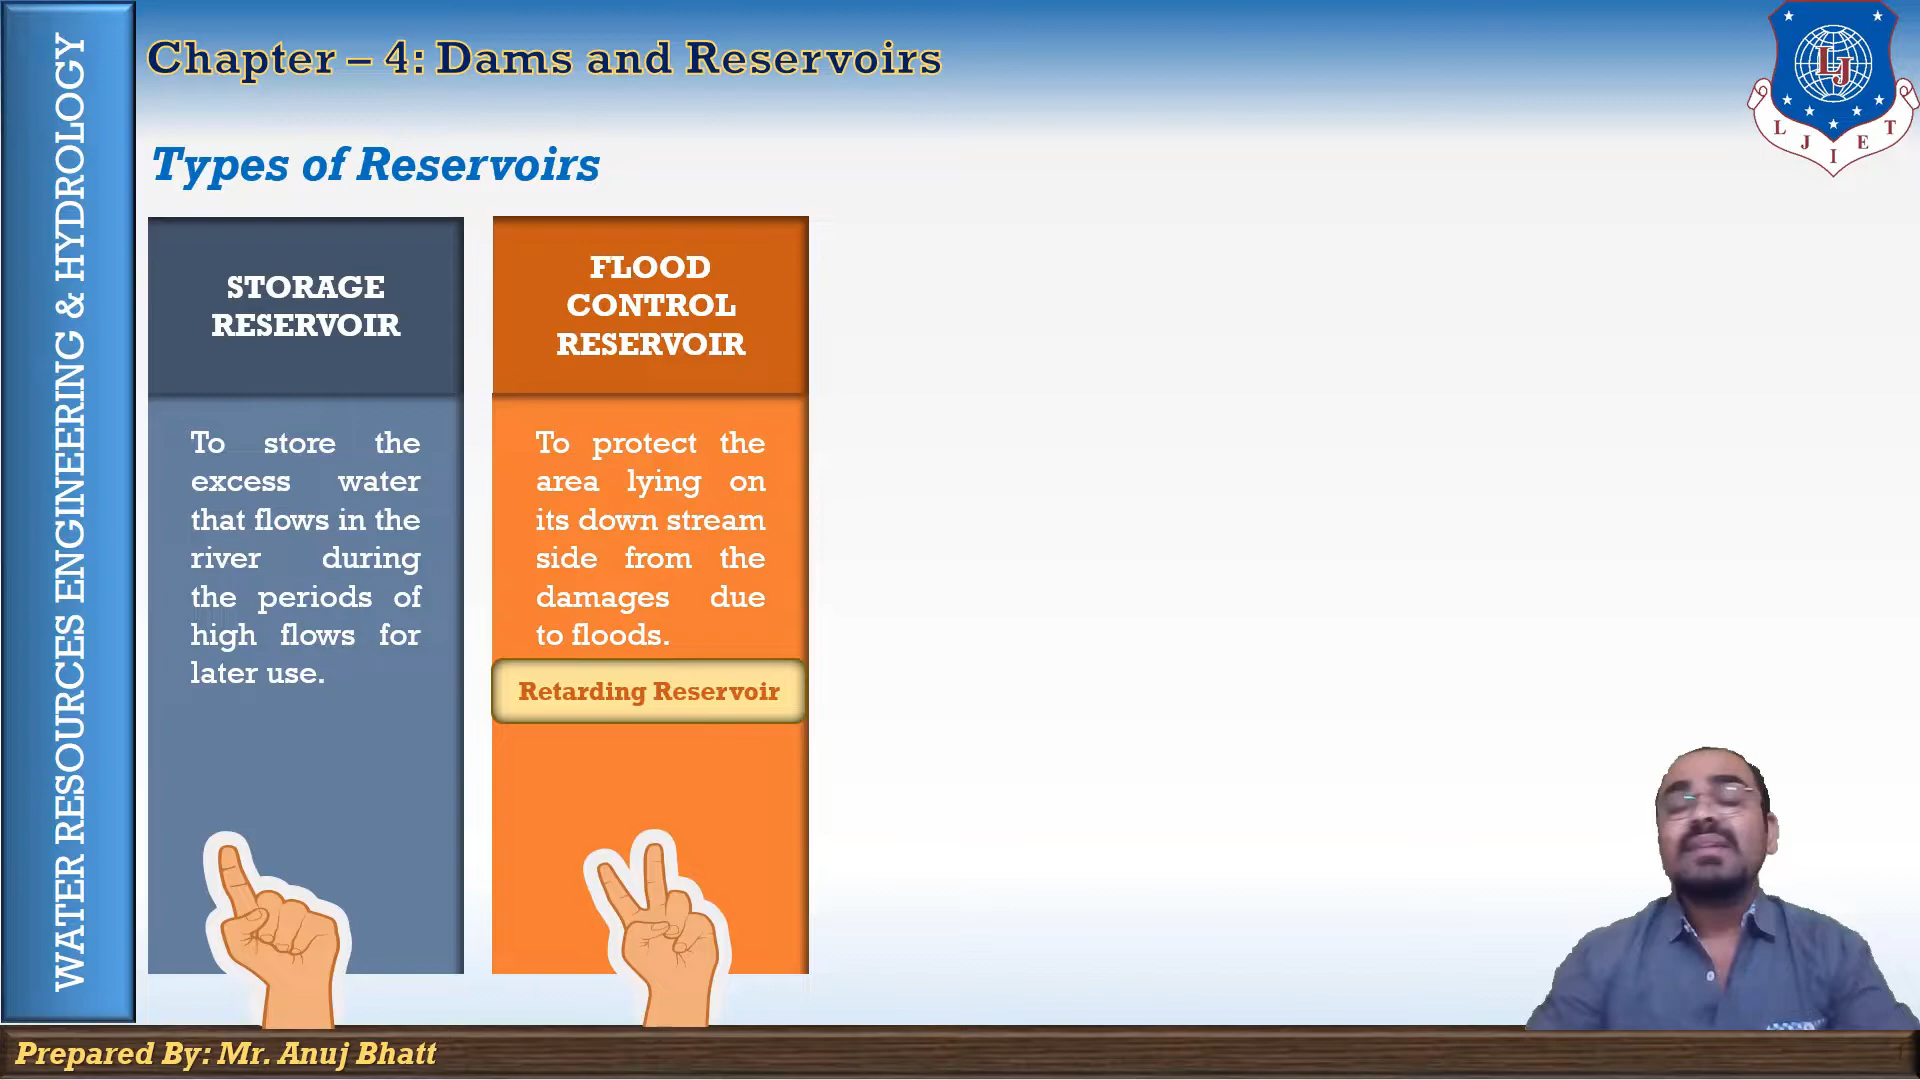 WATER RESOURCES ENGINEERING & HYDROLOGY
Chapter – 4: Dams and Reservoirs
LJ
L J I E T
Types of Reservoirs
STORAGE
RESERVOIR
To store the
excess water
that flows in the
river during
the periods of
high flows for
later use.
FLOOD
CONTROL
RESERVOIR
To protect the
area lying on
its down stream
side from the
damages due
to floods.
Retarding Reservoir
Prepared By: Mr. Anuj Bhatt